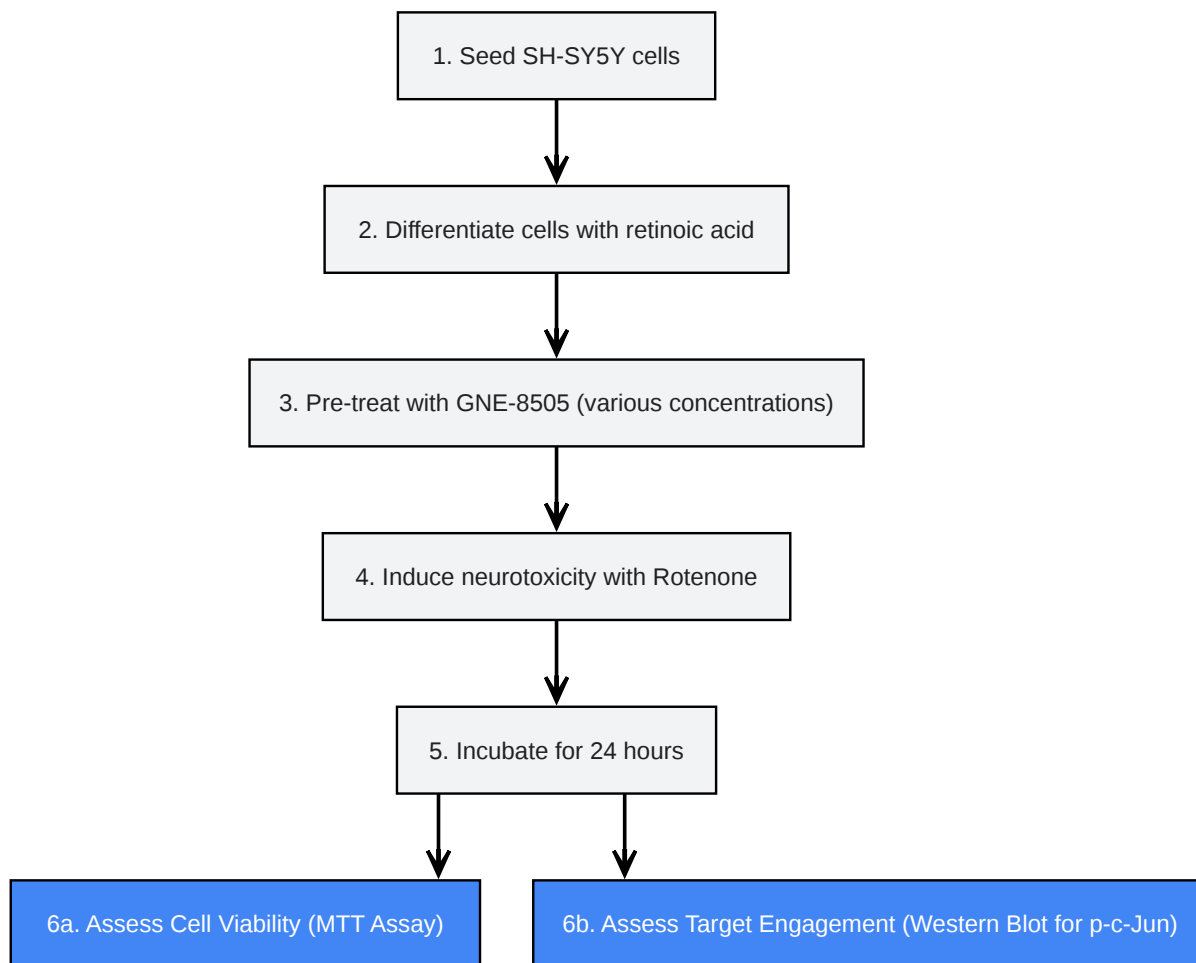 1. Seed SH-SY5Y cells
2. Differentiate cells with retinoic acid
3. Pre-treat with GNE-8505 (various concentrations)
4. Induce neurotoxicity with Rotenone
5. Incubate for 24 hours
6a. Assess Cell Viability (MTT Assay)
6b. Assess Target Engagement (Western Blot for p-c-Jun)